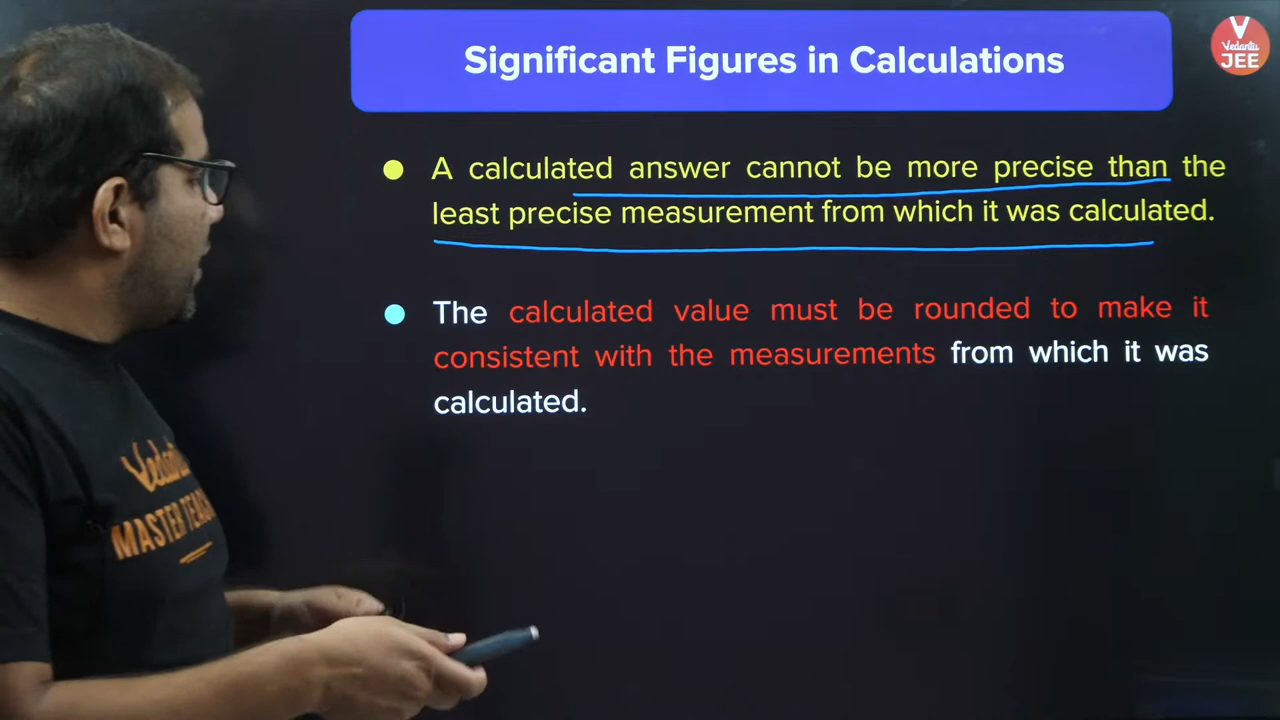 Significant Figures in Calculations
V
Vedantu
JEE
A calculated answer cannot be more precise than the
least precise measurement from which it was calculated.
The calculated value must be rounded to make it
consistent with the measurements from which it was
calculated.
MASTER